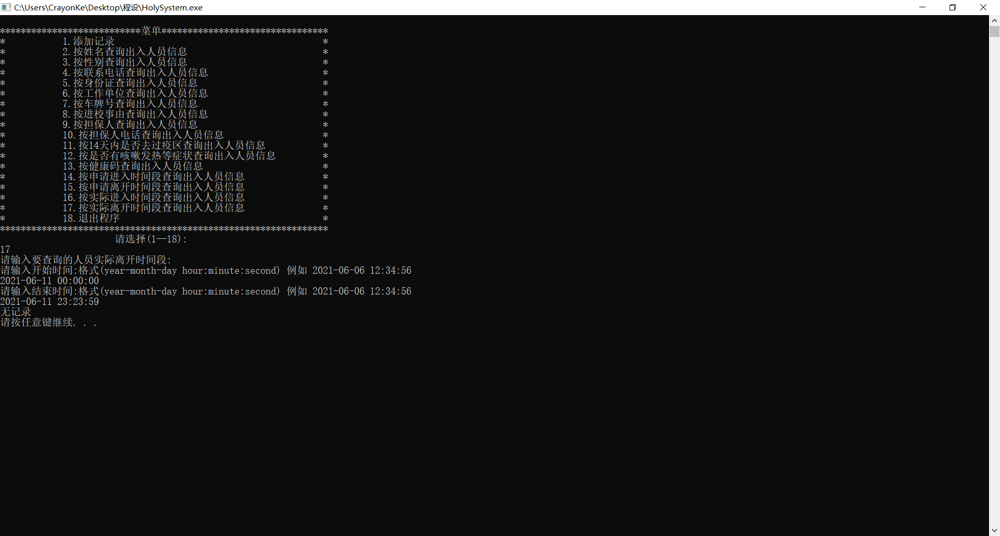 C:\Users\CrayonKe\Desktop\程设\HolySystem.exe
***************************菜单********************************
* 1.添加记录 *
* 2.按姓名查询出入人员信息 *
* 3.按性别查询出入人员信息 *
* 4.按联系电话查询出入人员信息 *
* 5.按身份证查询出入人员信息 *
* 6.按工作单位查询出入人员信息 *
* 7.按车牌号查询出入人员信息 *
* 8.按进校事由查询出入人员信息 *
* 9.按担保人查询出入人员信息 *
* 10.按担保人电话查询出入人员信息 *
* 11.按14天内是否去过疫区查询出入人员信息 *
* 12.按是否有咳嗽发热等症状查询出入人员信息 *
* 13.按健康码查询出入人员信息 *
* 14.按申请进入时间段查询出入人员信息 *
* 15.按申请离开时间段查询出入人员信息 *
* 16.按实际进入时间段查询出入人员信息 *
* 17.按实际离开时间段查询出入人员信息 *
* 18.退出程序 *
***************************************************************
请选择(1—18):
17
请输入要查询的人员实际离开时间段:
请输入开始时间:格式(year-month-day hour:minute:second) 例如 2021-06-06 12:34:56
2021-06-11 00:00:00
请输入结束时间:格式(year-month-day hour:minute:second) 例如 2021-06-06 12:34:56
2021-06-11 23:23:59
无记录
请按任意键继续. . .